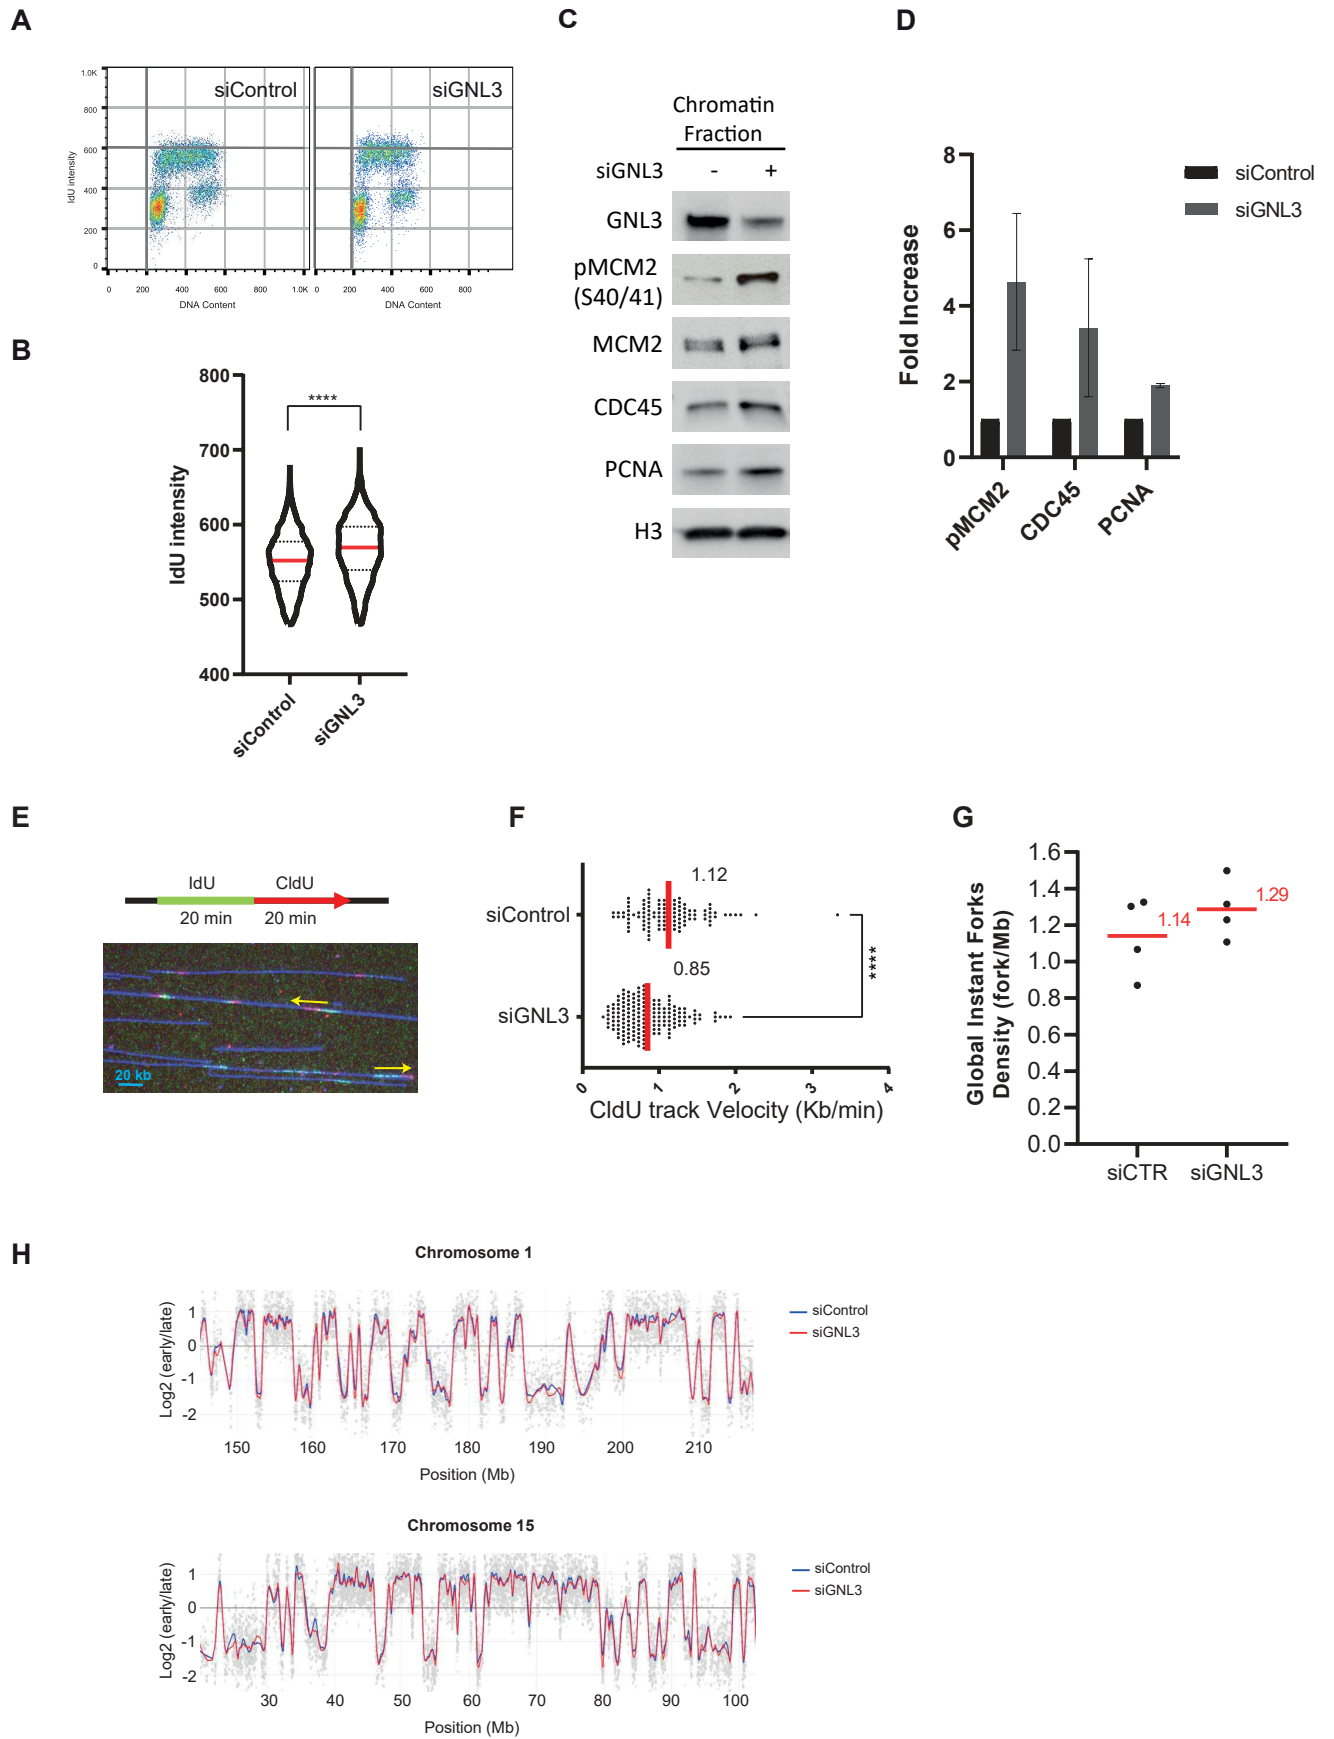 A
siControl
siGNL3
IdU intensity
1.0K
800
600
400
200
0
0 200 400 600 800 1.0K
0 200 400 600 800
DNA Content
DNA Content
B
IdU intensity
800
700
600
500
400
****
siControl
siGNL3
C
Chromatin
Fraction
siGNL3 - +
GNL3
pMCM2
(S40/41)
MCM2
CDC45
PCNA
H3
D
Fold Increase
8
6
4
2
0
pMCM2
CDC45
PCNA
siControl
siGNL3
E
IdU CldU
20 min 20 min
20 kb
F
siControl
1.12
siGNL3
0.85
****
0 1 2 3 4
CldU track Velocity (Kb/min)
G
Global Instant Forks
Density (fork/Mb)
1.6
1.4
1.2
1.0
0.8
0.6
0.4
0.2
0.0
1.14
1.29
siCTR siGNL3
H
Chromosome 1
Log2 (early/late)
1
0
-1
-2
150 160 170 180 190 200 210
Position (Mb)
siControl
siGNL3
Chromosome 15
Log2 (early/late)
1
0
-1
-2
30 40 50 60 70 80 90 100
Position (Mb)
siControl
siGNL3